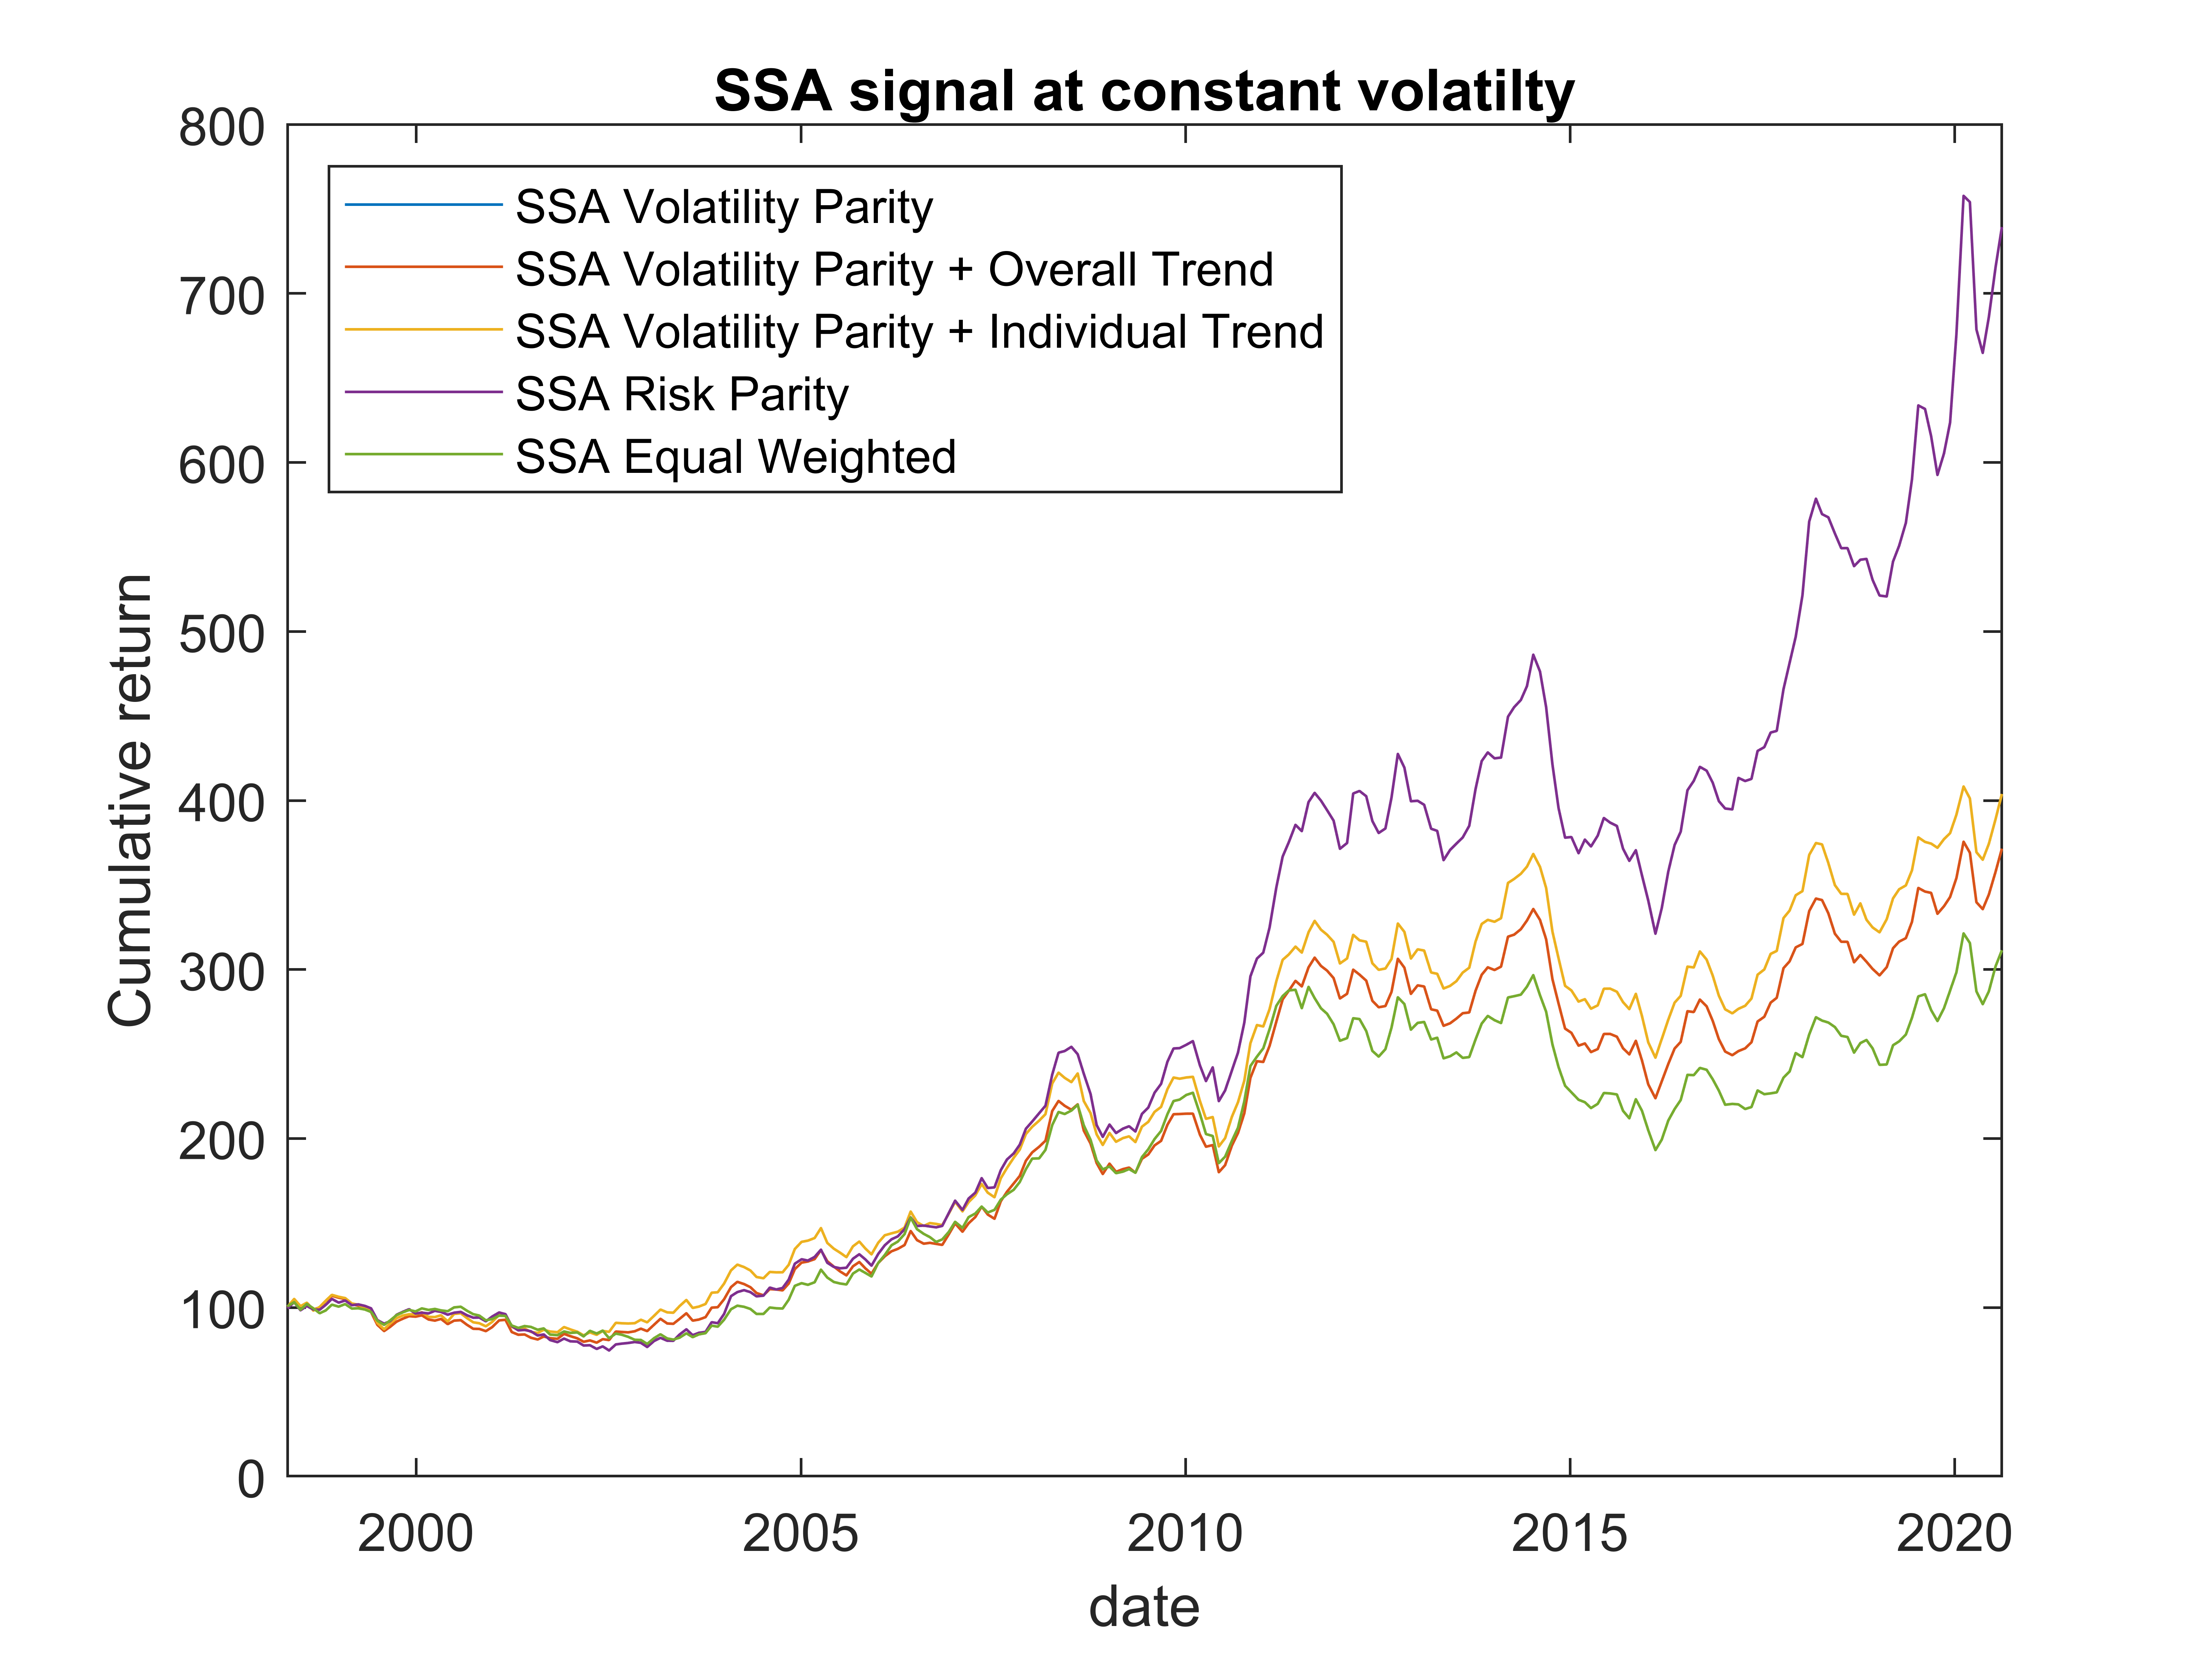 SSA signal at constant volatilty
800
700
600
500
400
300
200
100
0
Cumulative return
SSA Volatility Parity
SSA Volatility Parity + Overall Trend
SSA Volatility Parity + Individual Trend
SSA Risk Parity
SSA Equal Weighted
2000
2005
2010
2015
2020
date